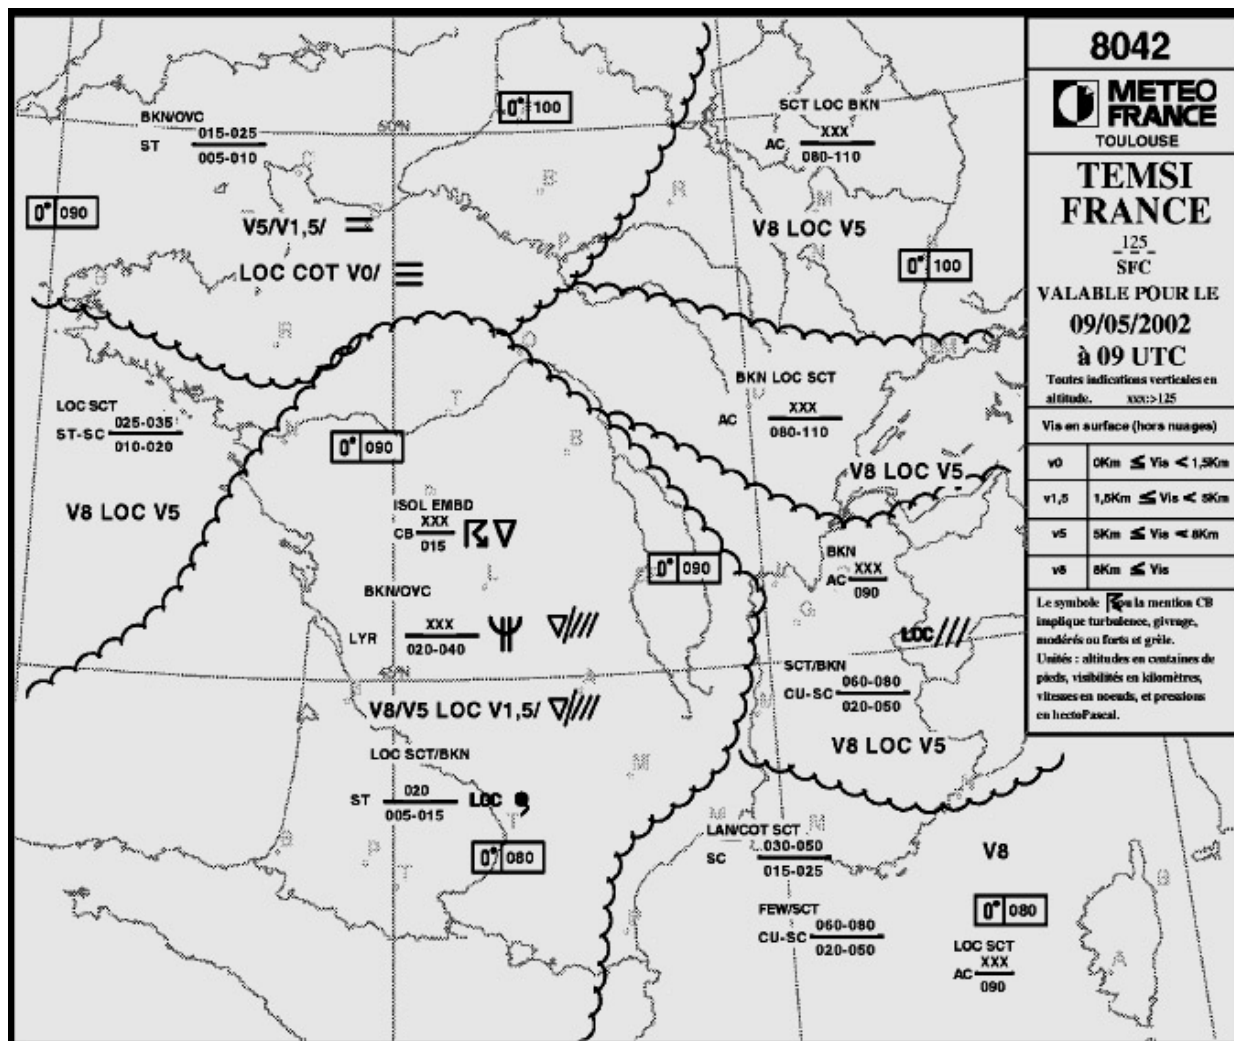 BKN/OVC
ST 015-025
005-010
50°N
0° 100
SCT LOC BKN
AC XXX
080-110
0° 090
V5/V1,5/
LOC COT V0/
V8 LOC V5
0° 100
LOC SCT
ST-SC 025-035
010-020
0° 090
BKN LOC SCT
AC XXX
080-110
V8 LOC V5
V8 LOC V5
ISOL EMBD
CB XXX
015
0° 090
BKN
AC XXX
090
BKN/OVC
LYR XXX
020-040
LOC
45°N
SCT/BKN
CU-SC 060-080
020-050
V8/V5 LOC V1,5/
V8 LOC V5
LOC SCT/BKN
ST 020
005-015
LOC
0° 080
LAN/COT SCT
SC 030-050
015-025
V8
FEW/SCT
CU-SC 060-080
020-050
0° 080
LOC SCT
AC XXX
090
8042
METEO
FRANCE
TOULOUSE
TEMSI
FRANCE
125
SFC
VALABLE POUR LE
09/05/2002
à 09 UTC
Toutes indications verticales en
altitude. xxx:>125
Vis en surface (hors nuages)
v0 0Km ≤ Vis < 1,5Km
v1,5 1,5Km ≤ Vis < 5Km
v5 5Km ≤ Vis < 8Km
v8 8Km ≤ Vis
Le symbole ou la mention CB
implique turbulence, givrage,
modérés ou forts et grêle.
Unités : altitudes en centaines de
pieds, visibilités en kilomètres,
vitesses en noeuds, et pressions
en hectoPascal.